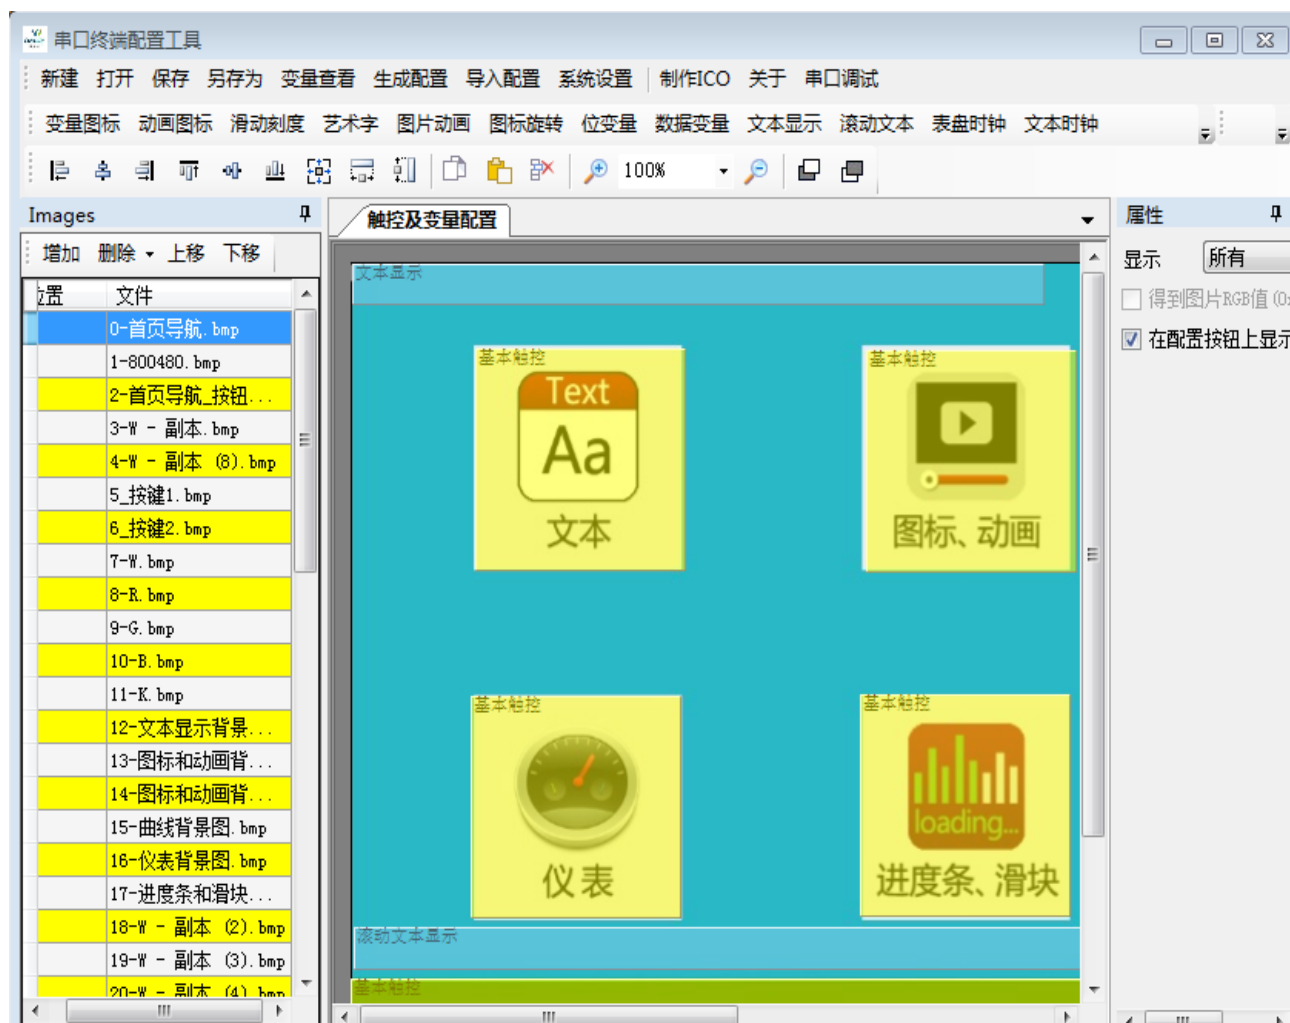 串口终端配置工具
新建 打开 保存 另存为 变量查看 生成配置 导入配置 系统设置 制作ICO 关于 串口调试
变量图标 动画图标 滑动刻度 艺术字 图片动画 图标旋转 位变量 数据变量 文本显示 滚动文本 表盘时钟 文本时钟
100%
Images
增加 删除 上移 下移
位置 文件
0-首页导航.bmp
1-800480.bmp
2-首页导航_按钮...
3-W - 副本.bmp
4-W - 副本 (8).bmp
5_按键1.bmp
6_按键2.bmp
7-W.bmp
8-R.bmp
9-G.bmp
10-B.bmp
11-K.bmp
12-文本显示背景...
13-图标和动画背...
14-图标和动画背...
15-曲线背景图.bmp
16-仪表背景图.bmp
17-进度条和滑块...
18-W - 副本 (2).bmp
19-W - 副本 (3).bmp
20-W - 副本 (4).bmp
触控及变量配置
文本显示
基本触控
Text
Aa
文本
基本触控
图标、动画
基本触控
仪表
基本触控
loading...
进度条、滑块
滚动文本显示
基本触控
属性
显示 所有
得到图片RGB值(0
在配置按钮上显示